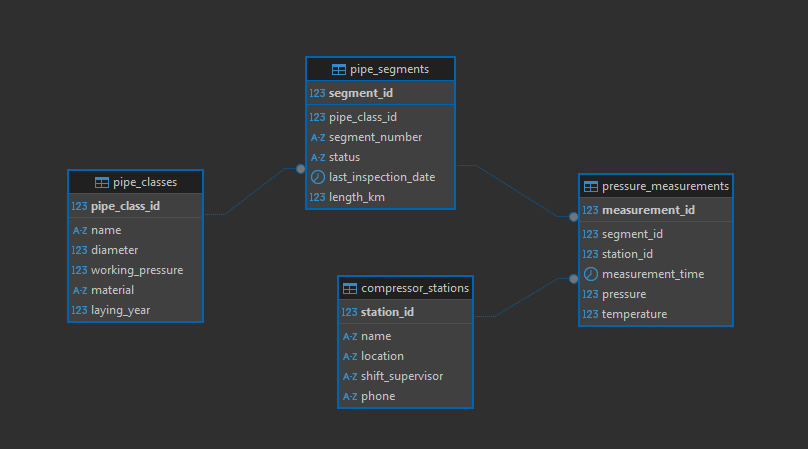 pipe_segments
123 segment_id
123 pipe_class_id
A-Z segment_number
A-Z status
last_inspection_date
123 length_km
pipe_classes
123 pipe_class_id
A-Z name
123 diameter
123 working_pressure
A-Z material
123 laying_year
pressure_measurements
123 measurement_id
123 segment_id
123 station_id
measurement_time
123 pressure
123 temperature
compressor_stations
123 station_id
A-Z name
A-Z location
A-Z shift_supervisor
A-Z phone